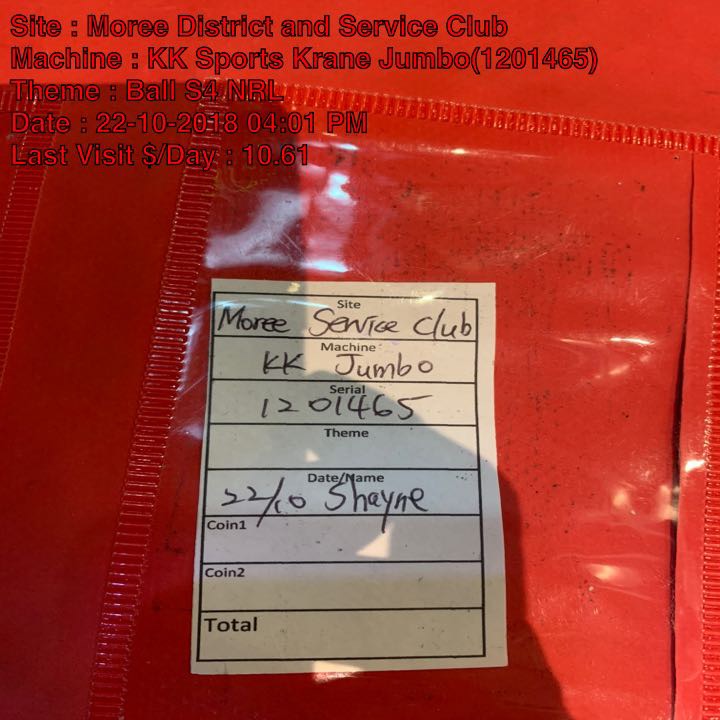 Site : Moree District and Service Club
Machine : KK Sports Krane Jumbo(1201465)
Theme : Ball S4 NRL
Date : 22-10-2018 04:01 PM
Last Visit $/Day : 10.61
Site
Moree Service Club
Machine
KK Jumbo
Serial
1201465
Theme
Date/Name
22/10 Shayne
Coin1
Coin2
Total